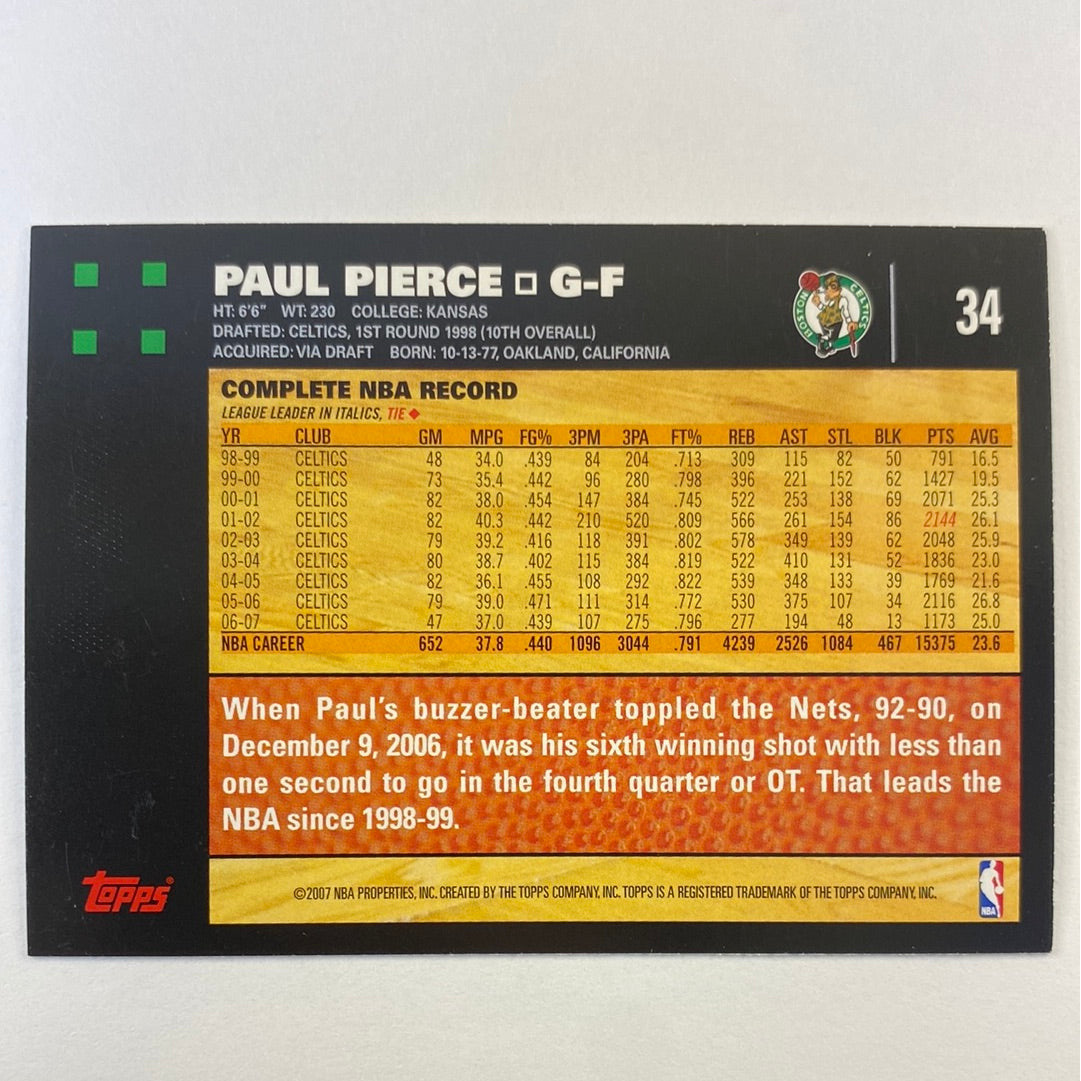 PAUL PIERCE □ G-F
HT: 6'6" WT: 230 COLLEGE: KANSAS
DRAFTED: CELTICS, 1ST ROUND 1998 (10TH OVERALL)
ACQUIRED: VIA DRAFT BORN: 10-13-77, OAKLAND, CALIFORNIA
BOSTON CELTICS
34
COMPLETE NBA RECORD
LEAGUE LEADER IN ITALICS, TIE ◆
YR CLUB GM MPG FG% 3PM 3PA FT% REB AST STL BLK PTS AVG
98-99 CELTICS 48 34.0 .439 84 204 .713 309 115 82 50 791 16.5
99-00 CELTICS 73 35.4 .442 96 280 .798 396 221 152 62 1427 19.5
00-01 CELTICS 82 38.0 .454 147 384 .745 522 253 138 69 2071 25.3
01-02 CELTICS 82 40.3 .442 210 520 .809 566 261 154 86 2144 26.1
02-03 CELTICS 79 39.2 .416 118 391 .802 578 349 139 62 2048 25.9
03-04 CELTICS 80 38.7 .402 115 384 .819 522 410 131 52 1836 23.0
04-05 CELTICS 82 36.1 .455 108 292 .822 539 348 133 39 1769 21.6
05-06 CELTICS 79 39.0 .471 111 314 .772 530 375 107 34 2116 26.8
06-07 CELTICS 47 37.0 .439 107 275 .796 277 194 48 13 1173 25.0
NBA CAREER 652 37.8 .440 1096 3044 .791 4239 2526 1084 467 15375 23.6
When Paul's buzzer-beater toppled the Nets, 92-90, on
December 9, 2006, it was his sixth winning shot with less than
one second to go in the fourth quarter or OT. That leads the
NBA since 1998-99.
TOPPS®
©2007 NBA PROPERTIES, INC. CREATED BY THE TOPPS COMPANY, INC. TOPPS IS A REGISTERED TRADEMARK OF THE TOPPS COMPANY, INC.
NBA